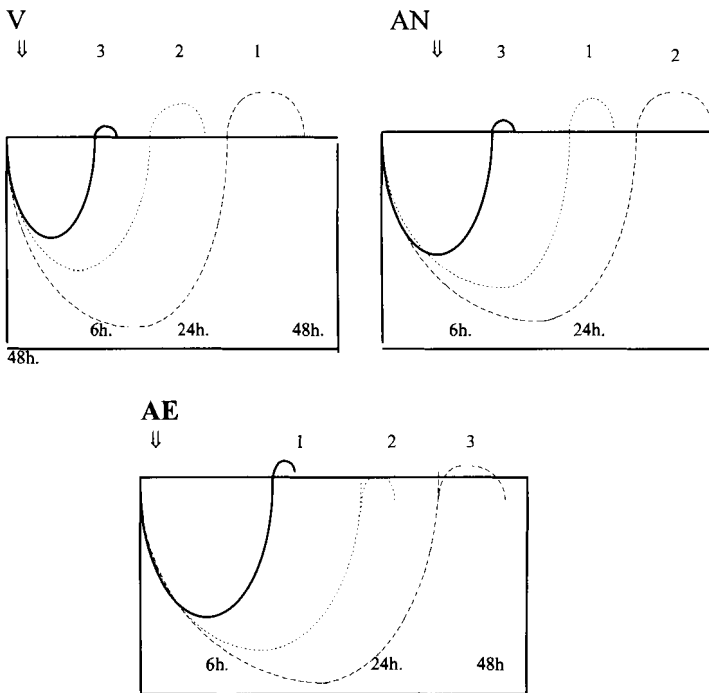 V
⇓ 3 2 1
6h. 24h. 48h.
48h.
AN
⇓ 3 1 2
6h. 24h.
AE
⇓ 1 2 3
6h. 24h. 48h